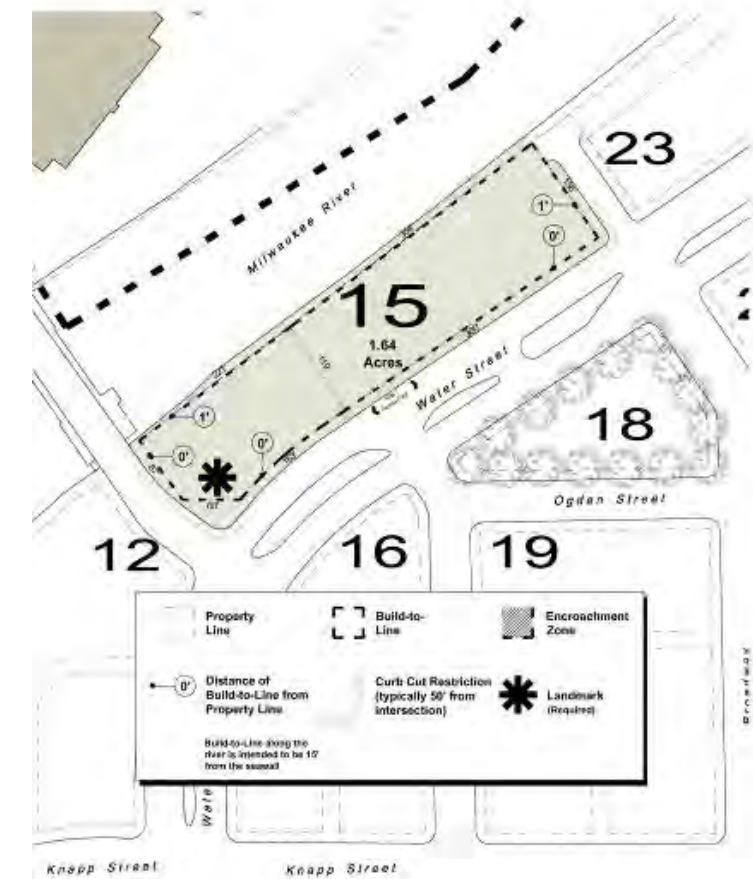 23
1'
0'
Milwaukee River
15
1.64
Acres
Water Street
18
1'
0'
0'
Ogden Street
12
16
19
Property
Line
Build-to-
Line
Encroachment
Zone
0'
Distance of
Build-to-Line from
Property Line
Curb Cut Restriction
(typically 50' from
intersection)
Landmark
(Required)
Build-to-Line along the
river is intended to be 15'
from the seawall
Knapp Street
Knapp Street